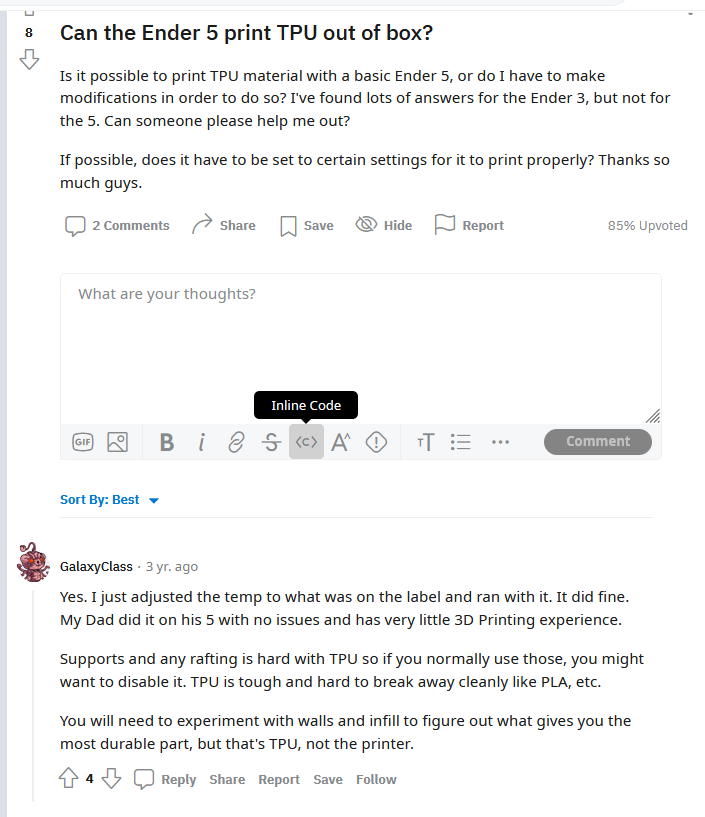 8
Can the Ender 5 print TPU out of box?
Is it possible to print TPU material with a basic Ender 5, or do I have to make
modifications in order to do so? I've found lots of answers for the Ender 3, but not for
the 5. Can someone please help me out?
If possible, does it have to be set to certain settings for it to print properly? Thanks so
much guys.
2 Comments Share Save Hide Report 85% Upvoted
What are your thoughts?
Inline Code
GIF B i S <c> A^ TT Comment
Sort By: Best
GalaxyClass · 3 yr. ago
Yes. I just adjusted the temp to what was on the label and ran with it. It did fine.
My Dad did it on his 5 with no issues and has very little 3D Printing experience.
Supports and any rafting is hard with TPU so if you normally use those, you might
want to disable it. TPU is tough and hard to break away cleanly like PLA, etc.
You will need to experiment with walls and infill to figure out what gives you the
most durable part, but that's TPU, not the printer.
4 Reply Share Report Save Follow